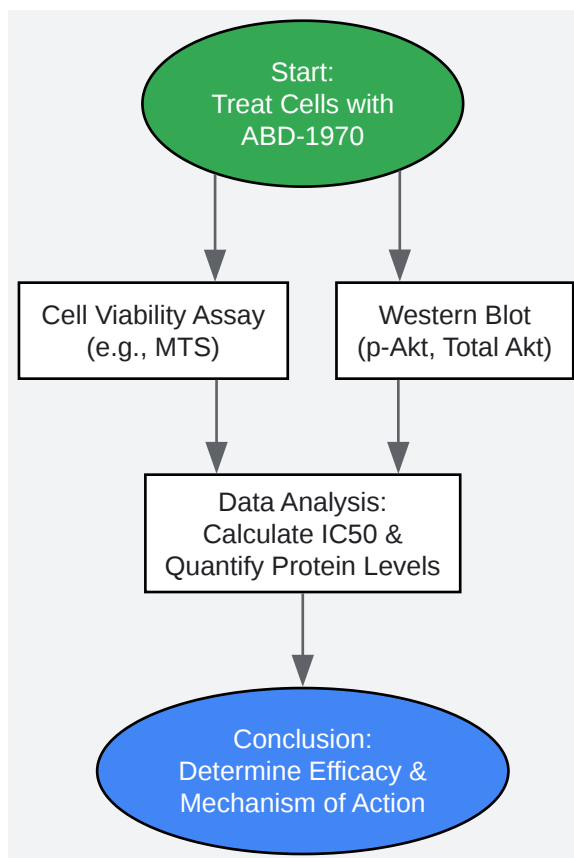 Start:
Treat Cells with
ABD-1970
Cell Viability Assay
(e.g., MTS)
Western Blot
(p-Akt, Total Akt)
Data Analysis:
Calculate IC50 &
Quantify Protein Levels
Conclusion:
Determine Efficacy &
Mechanism of Action